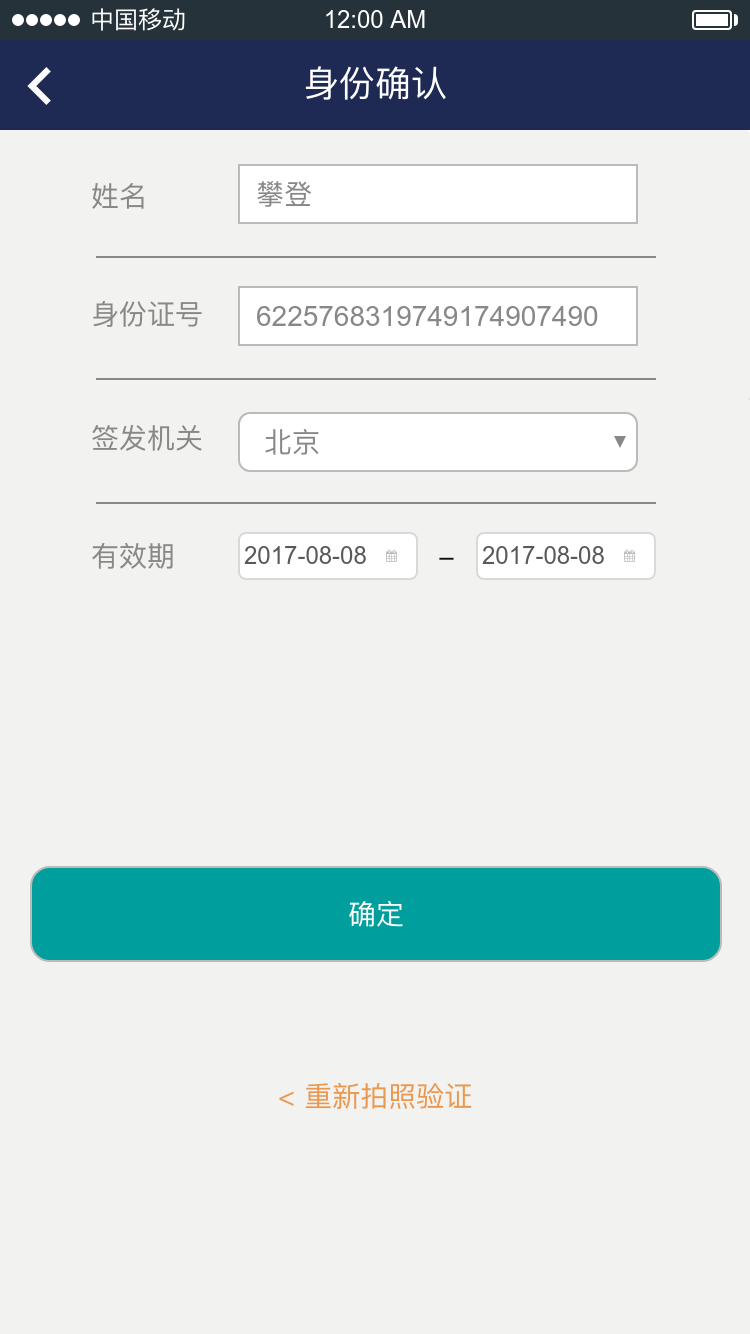 中国移动 12:00 AM
身份确认
姓名 攀登
身份证号 6225768319749174907490
签发机关 北京 ▼
有效期 2017-08-08 – 2017-08-08
确定
< 重新拍照验证